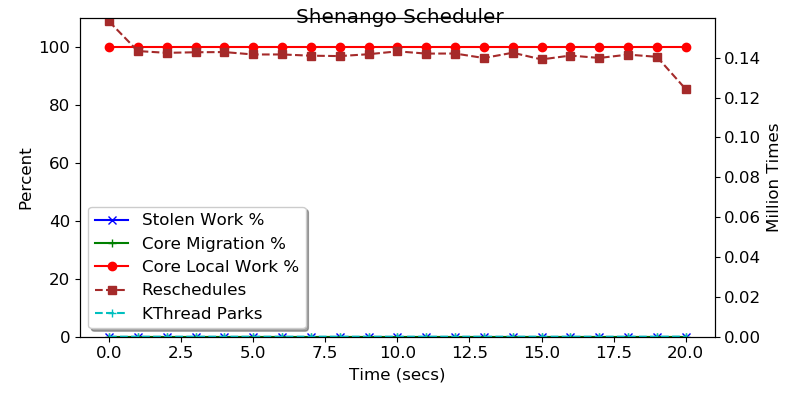 Shenango Scheduler
100
80
60
40
20
0
Percent
0.14
0.12
0.10
0.08
0.06
0.04
0.02
0.00
Million Times
Stolen Work %
Core Migration %
Core Local Work %
Reschedules
KThread Parks
0.0 2.5 5.0 7.5 10.0 12.5 15.0 17.5 20.0
Time (secs)